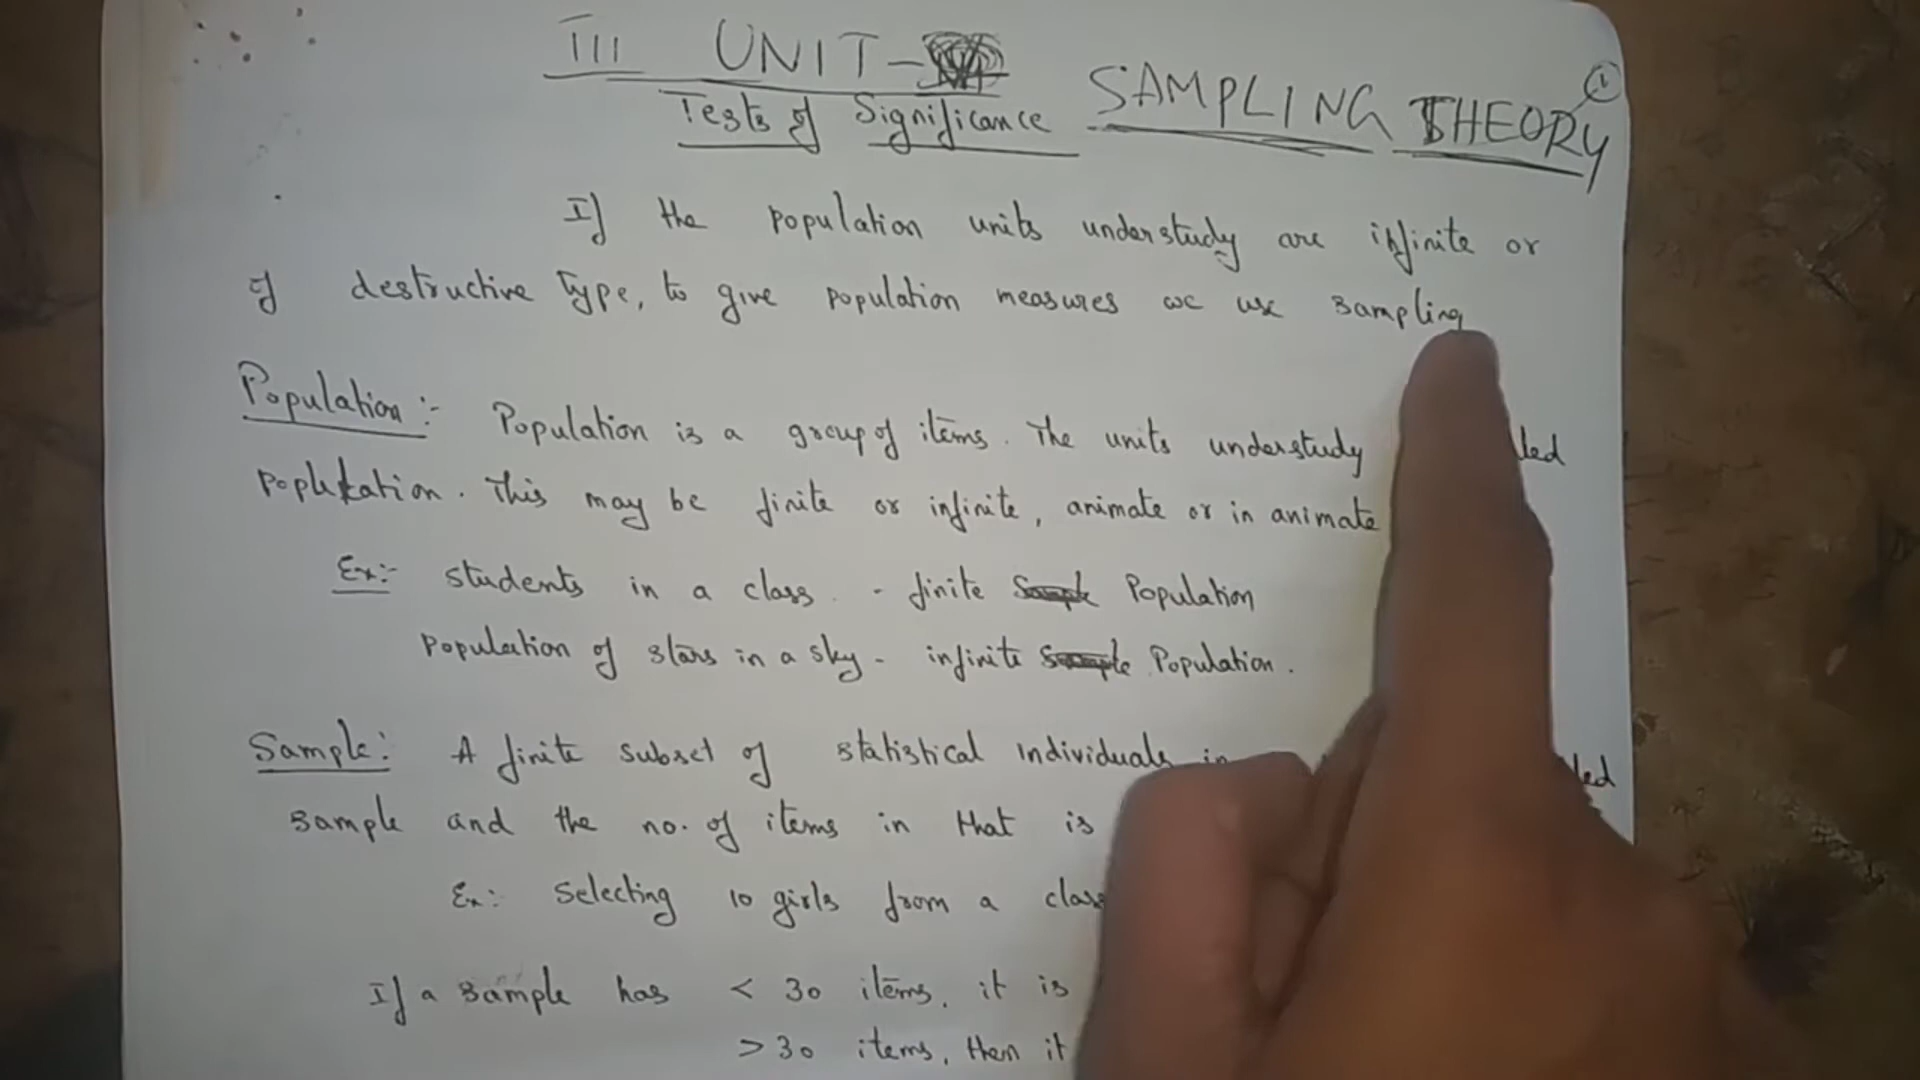 III UNIT - SAMPLING THEORY
1
Tests of Significance
If the population units understudy are infinite or
of destructive type, to give population measures we use sampling
Population :- Population is a group of items. The units understudy
population. This may be finite or infinite, animate or in animate
Ex:- students in a class. - finite Population
Population of stars in a sky - infinite Population.
Sample: A finite subset of statistical individuals in
sample and the no. of items in that is
Ex: Selecting 10 girls from a class
If a sample has < 30 items, it is
> 30 items, then it